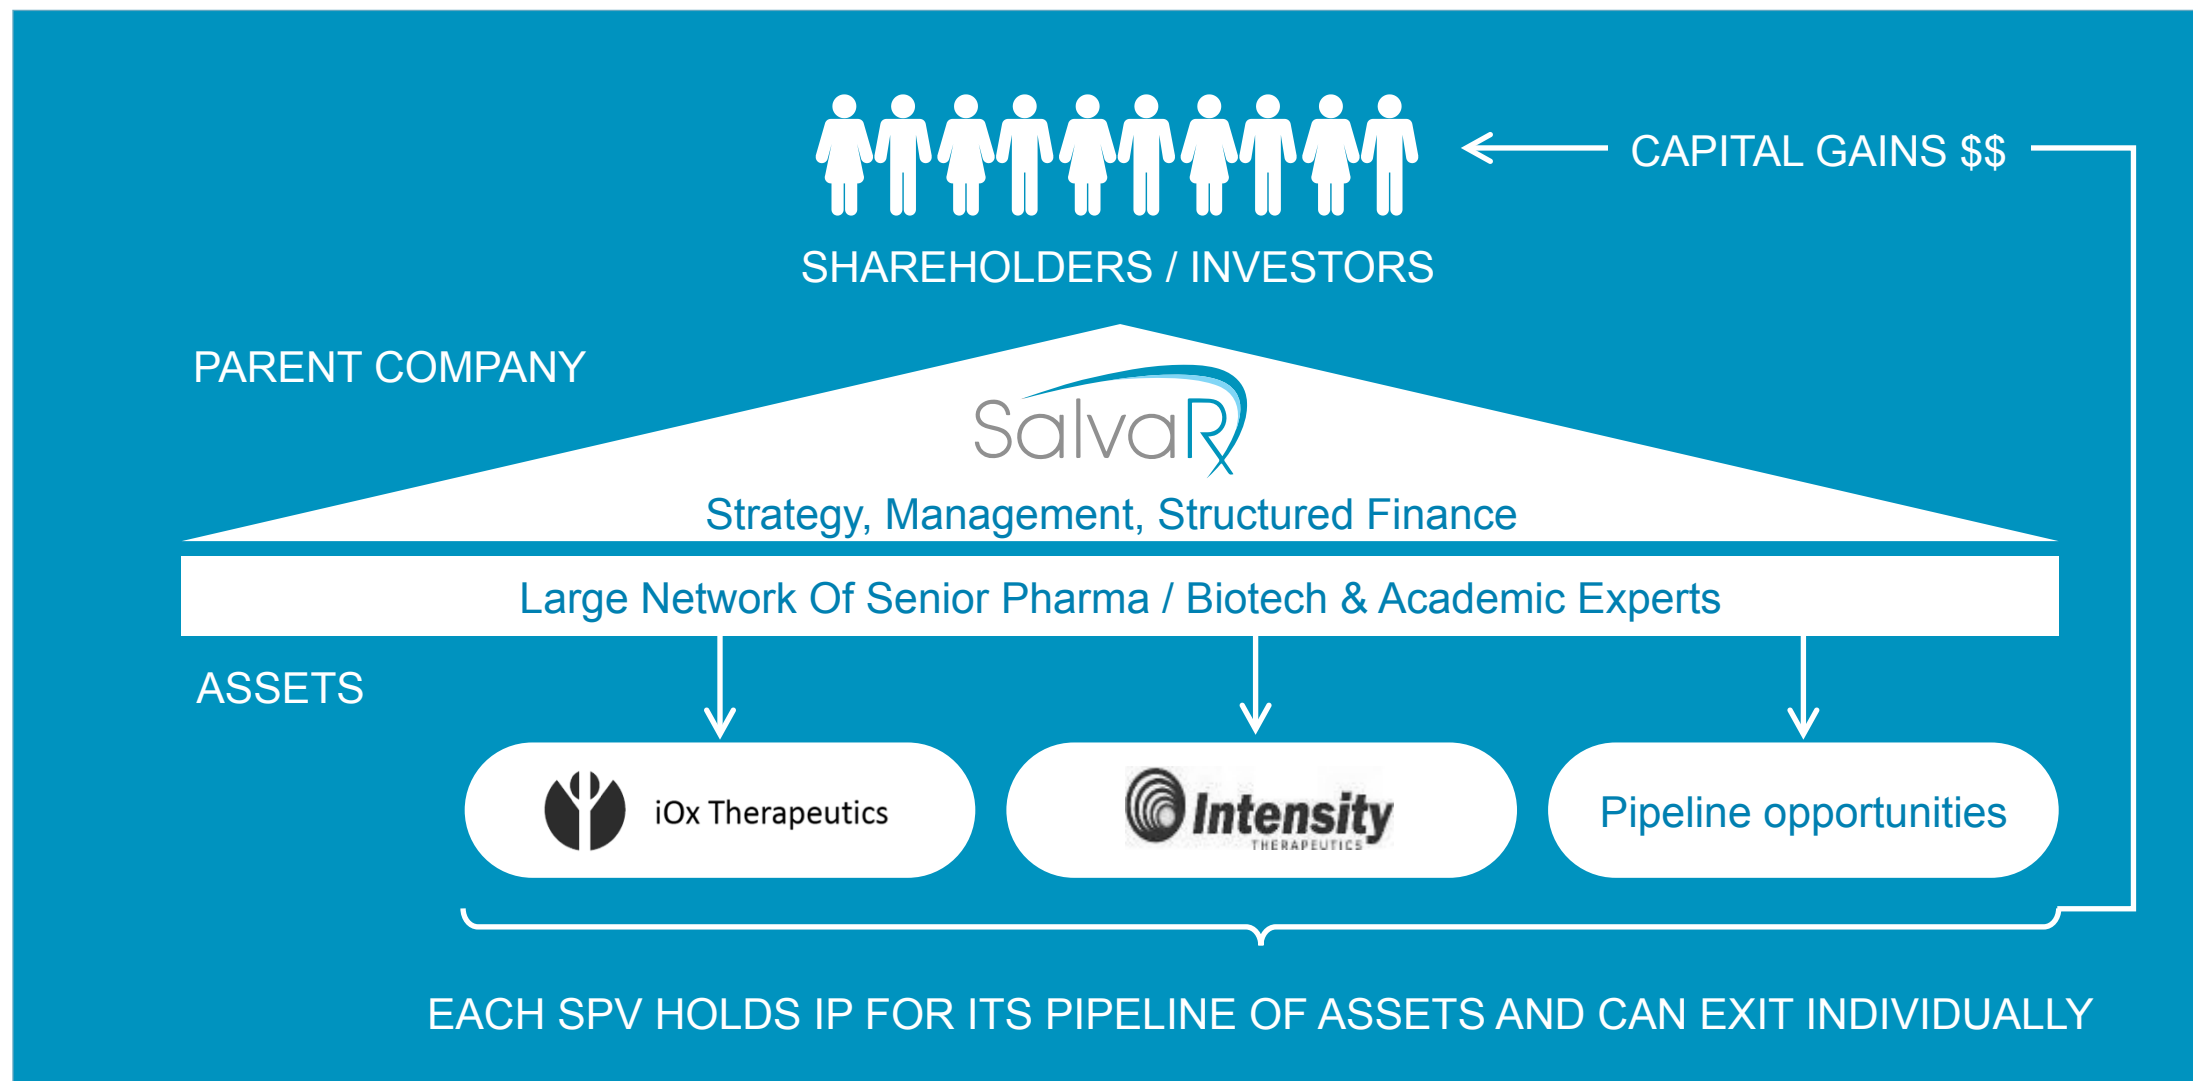 CAPITAL GAINS $$
SHAREHOLDERS / INVESTORS
PARENT COMPANY
SalvaRx
Strategy, Management, Structured Finance
Large Network Of Senior Pharma / Biotech & Academic Experts
ASSETS
iOx Therapeutics
Intensity
THERAPEUTICS
Pipeline opportunities
EACH SPV HOLDS IP FOR ITS PIPELINE OF ASSETS AND CAN EXIT INDIVIDUALLY